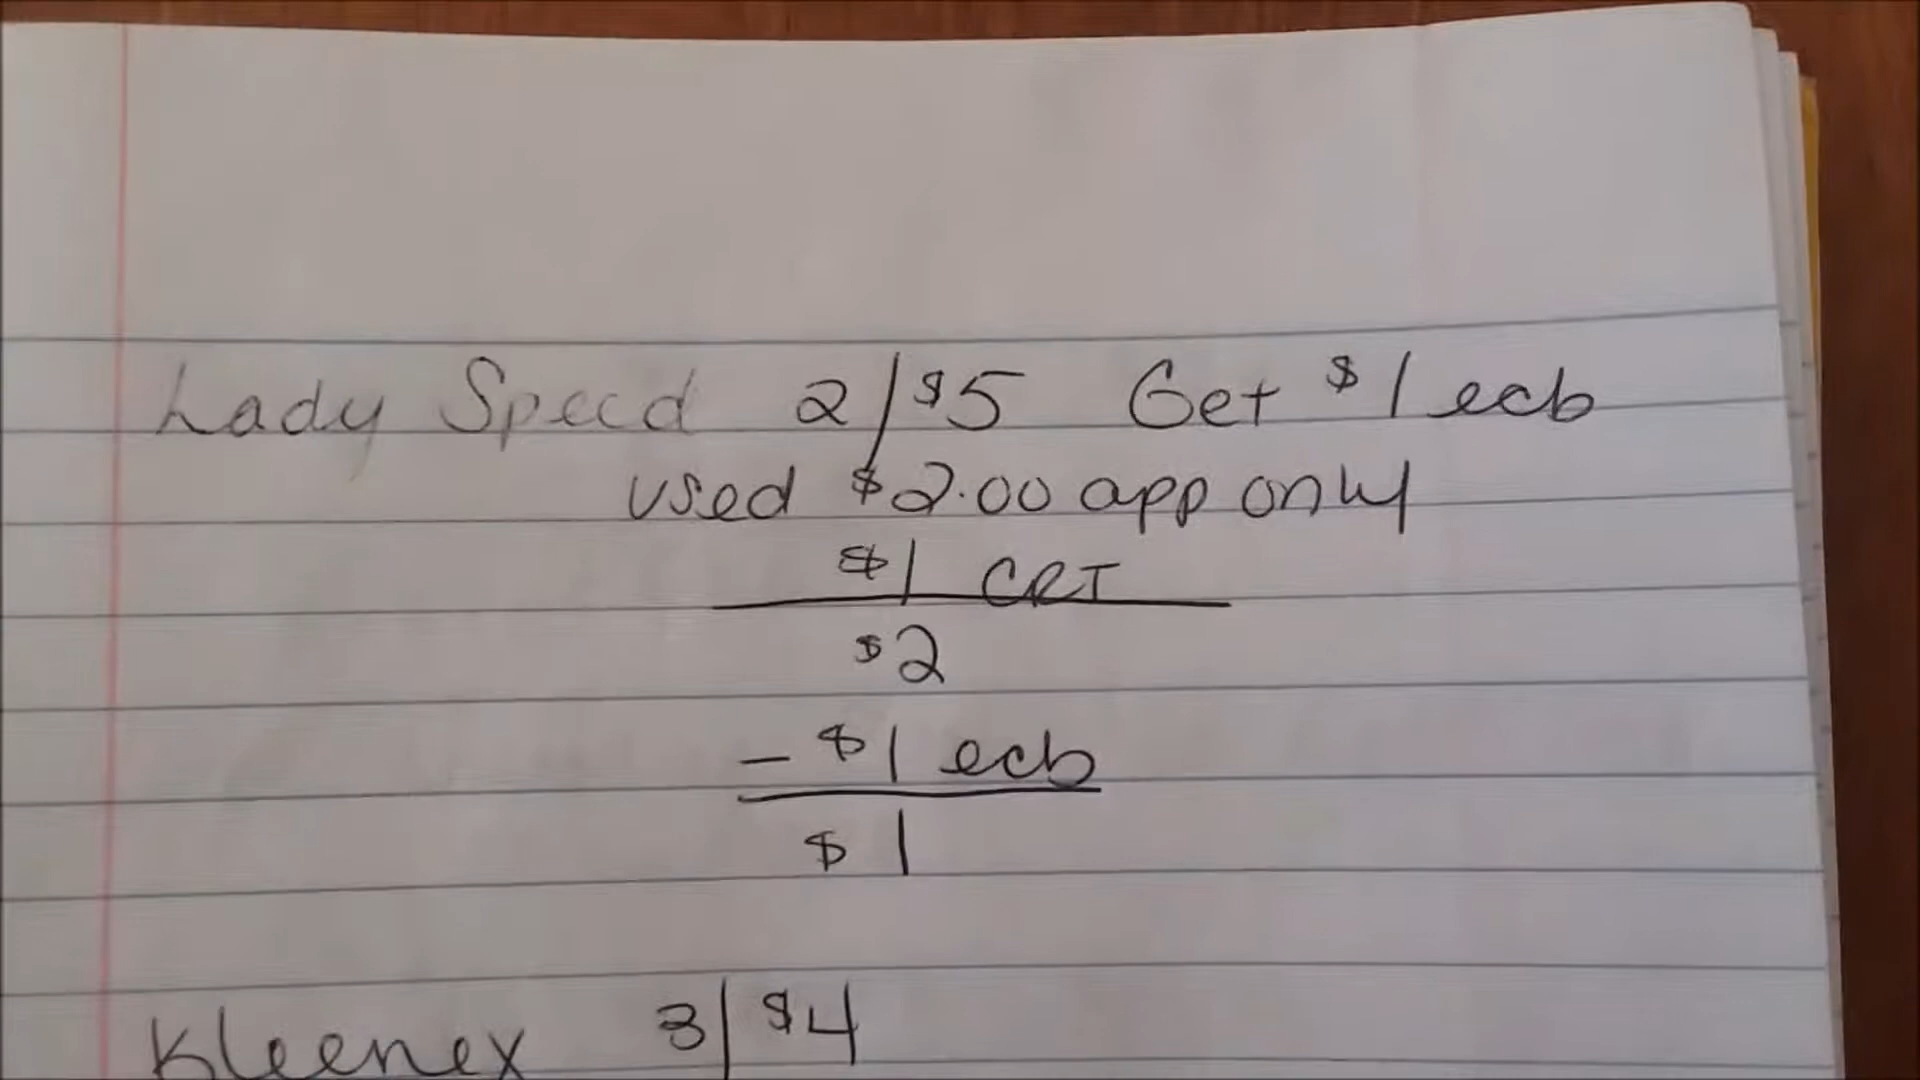 Lady Speed 2/$5 Get $1 ecb
used $2.00 app only
$1 CRT
$2
- $1 ecb
$1
Kleenex 3/$4